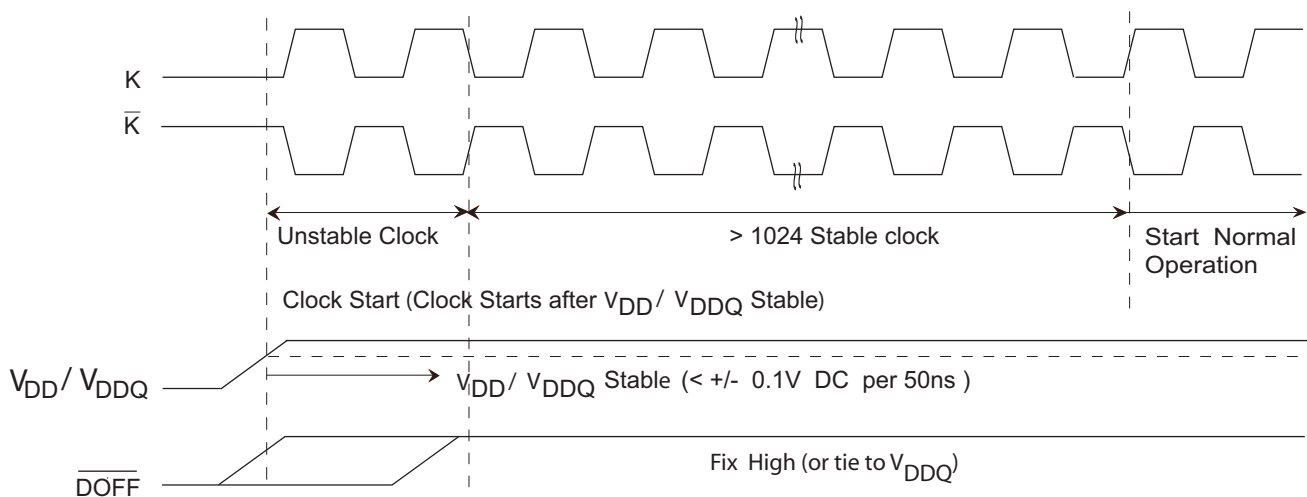 K
K̅
Unstable Clock
> 1024 Stable clock
Start Normal
Operation
Clock Start (Clock Starts after VDD / VDDQ Stable)
VDD / VDDQ
VDD / VDDQ Stable (< +/- 0.1V DC per 50ns )
D̅O̅F̅F̅
Fix High (or tie to VDDQ)